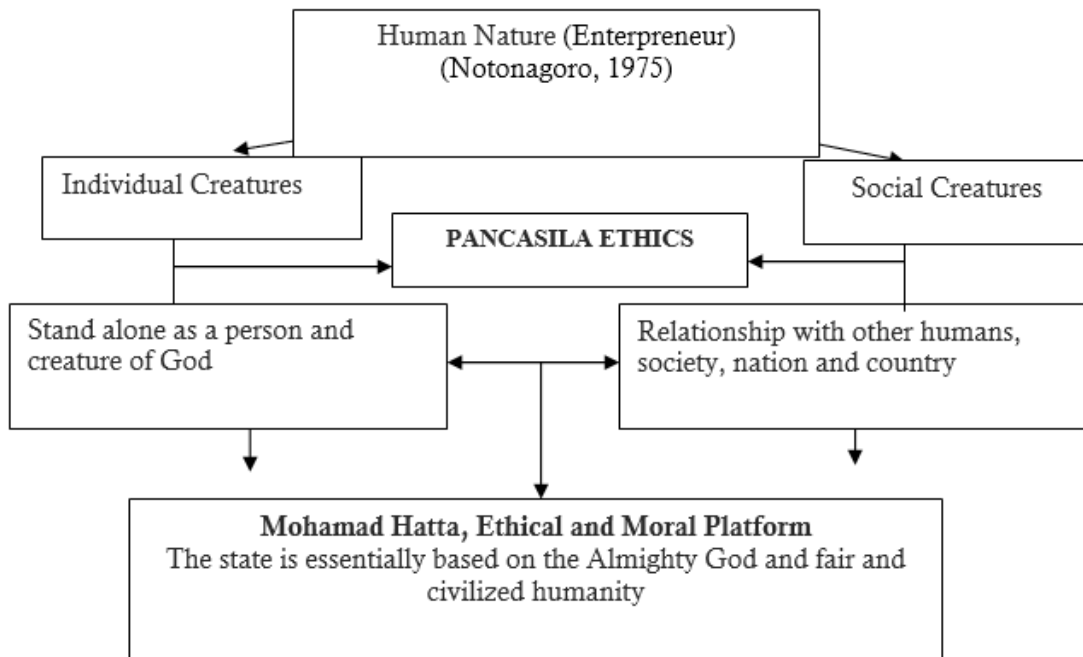 Human Nature (Enterpreneur)
(Notonagoro, 1975)
Individual Creatures
Social Creatures
PANCASILA ETHICS
Stand alone as a person and
creature of God
Relationship with other humans,
society, nation and country
Mohamad Hatta, Ethical and Moral Platform
The state is essentially based on the Almighty God and fair and
civilized humanity